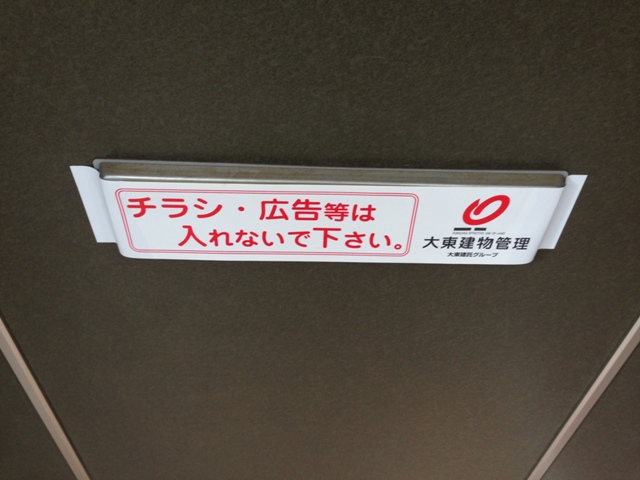 チラシ・広告等は
入れないで下さい。
大東建物管理
大東建託グループ